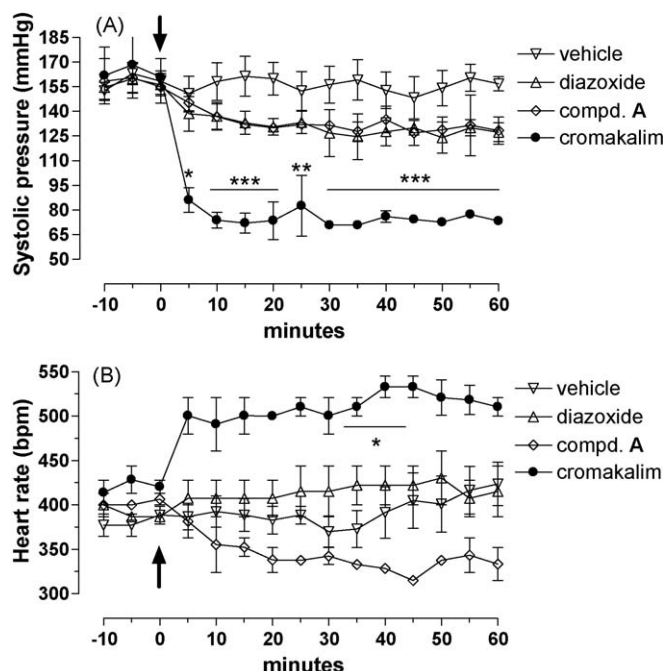 (A)
Systolic pressure (mmHg)
185
165
155
140
125
110
95
80
65
50
*
***
**
***
-10 0 10 20 30 40 50 60
minutes
vehicle
diazoxide
compd. A
cromakalim
(B)
Heart rate (bpm)
550
500
450
400
350
300
*
-10 0 10 20 30 40 50 60
minutes
vehicle
diazoxide
compd. A
cromakalim